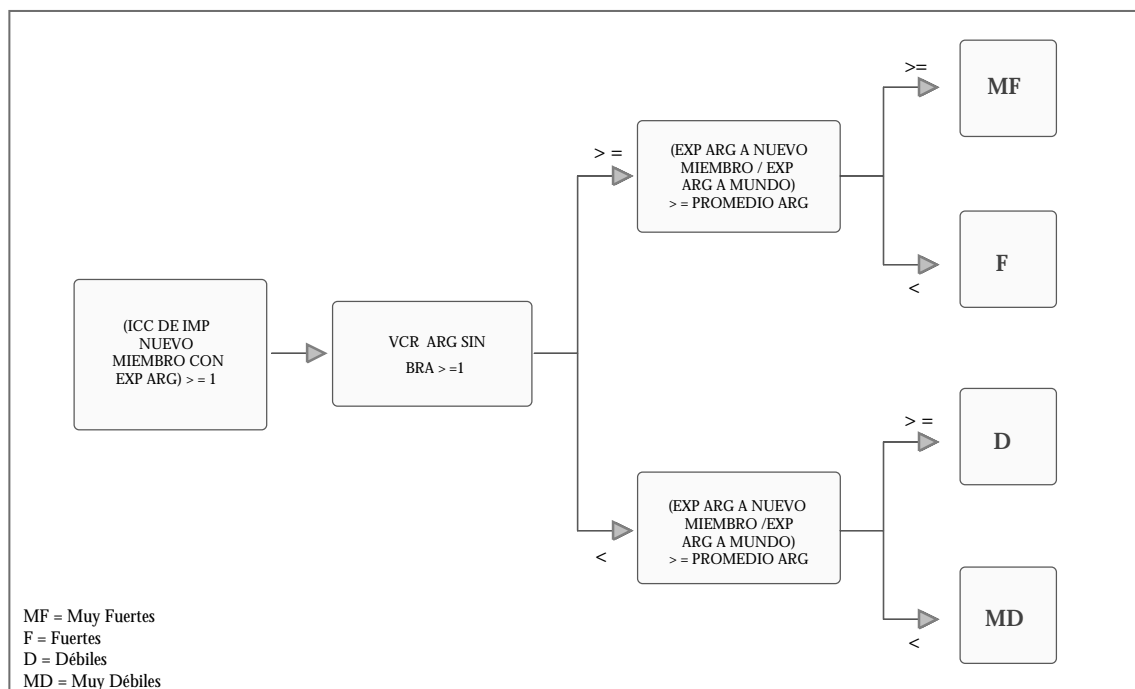 (ICC DE IMP
NUEVO
MIEMBRO CON
EXP ARG) > = 1
VCR ARG SIN
BRA > =1
> =
(EXP ARG A NUEVO
MIEMBRO / EXP
ARG A MUNDO)
> = PROMEDIO ARG
>=
MF
<
F
<
(EXP ARG A NUEVO
MIEMBRO /EXP
ARG A MUNDO)
> = PROMEDIO ARG
> =
D
<
MD
MF = Muy Fuertes
F = Fuertes
D = Débiles
MD = Muy Débiles